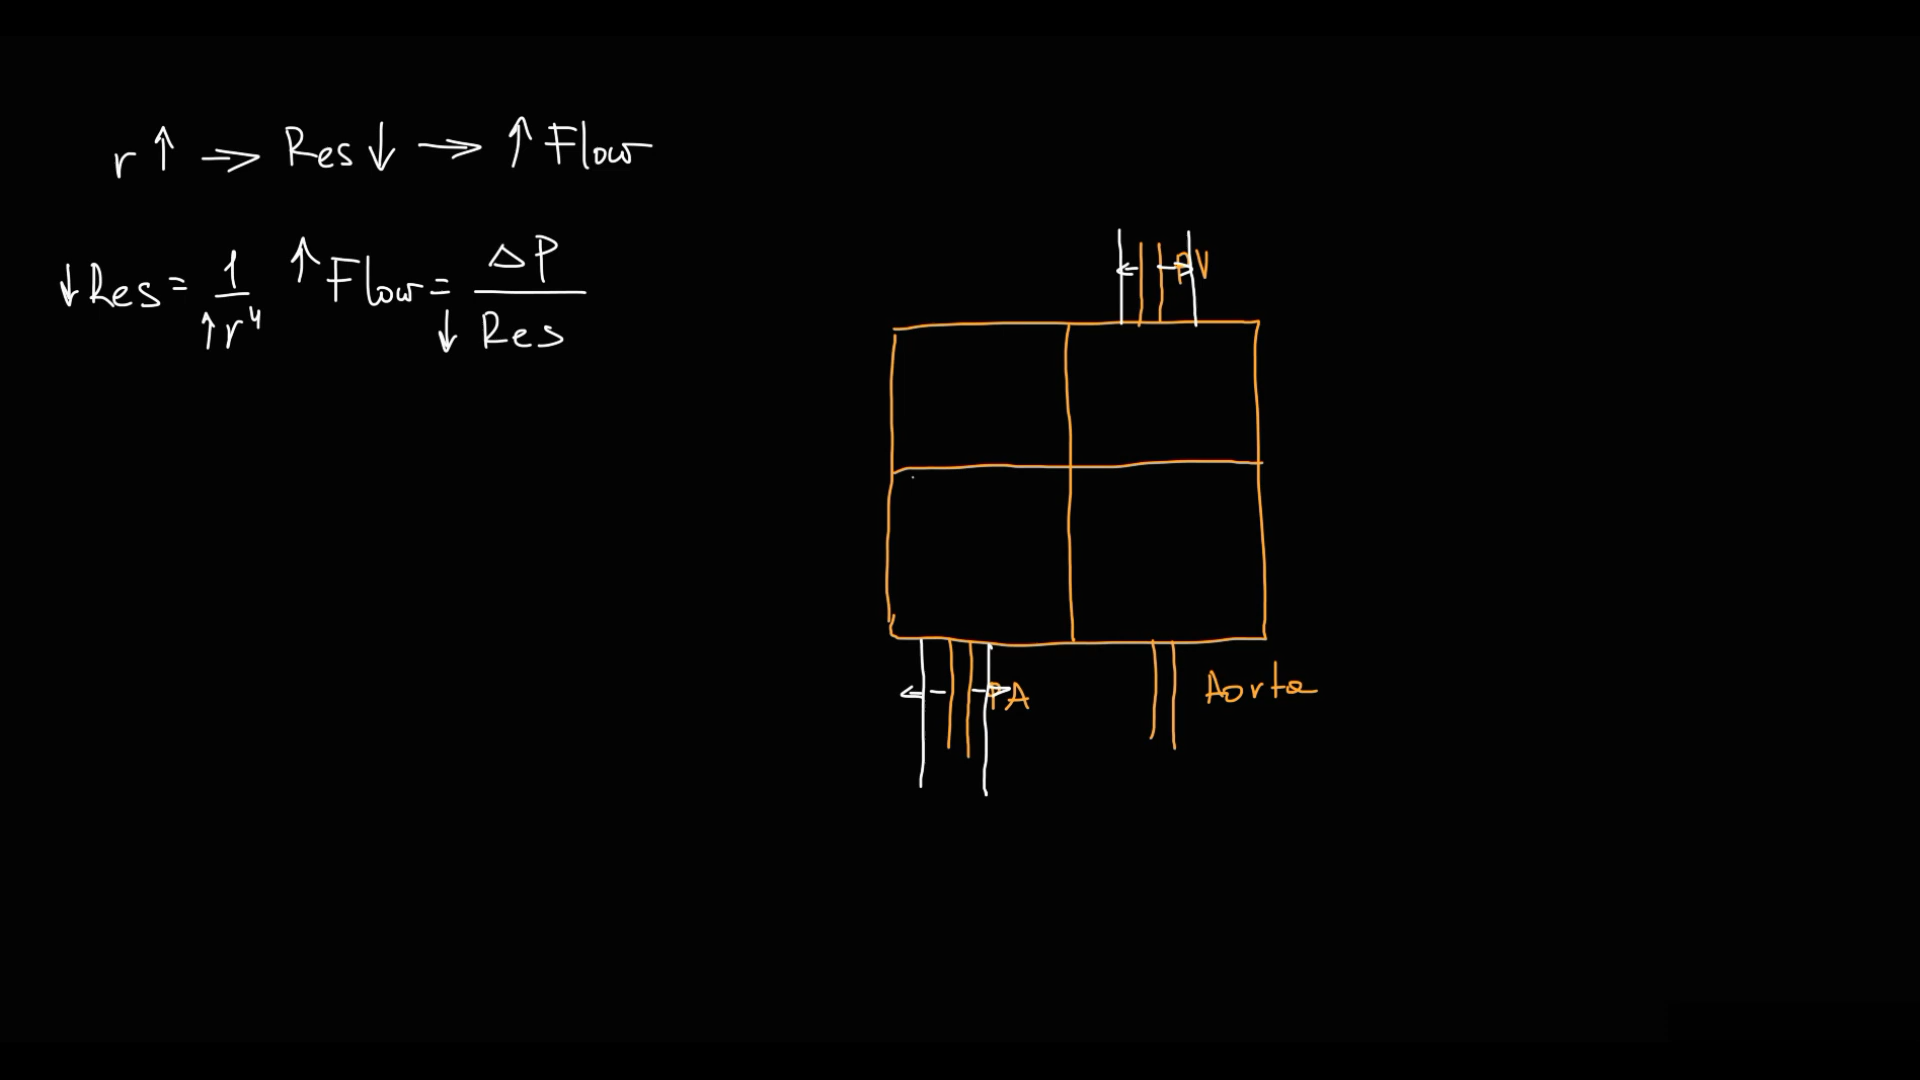 r↑ → Res↓ → ↑Flow
↓Res = 1/↑r⁴ ↑Flow = ΔP/↓Res
PV
PA
Aorta